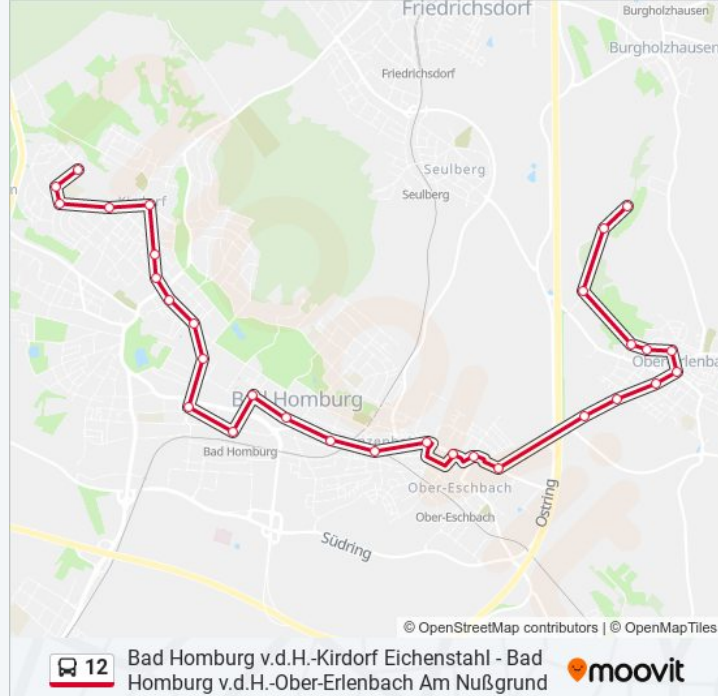 Friedrichsdorf
Burgholzhausen
Burgholzhausen
Friedrichsdorf
Seulberg
Seulberg
Bad Homburg
Bad Homburg
Ober-Eschbach
Ober-Eschbach
Ostring
Südring
© OpenStreetMap contributors | © OpenMapTiles
12
Bad Homburg v.d.H.-Kirdorf Eichenstahl - Bad
Homburg v.d.H.-Ober-Erlenbach Am Nußgrund
moovit